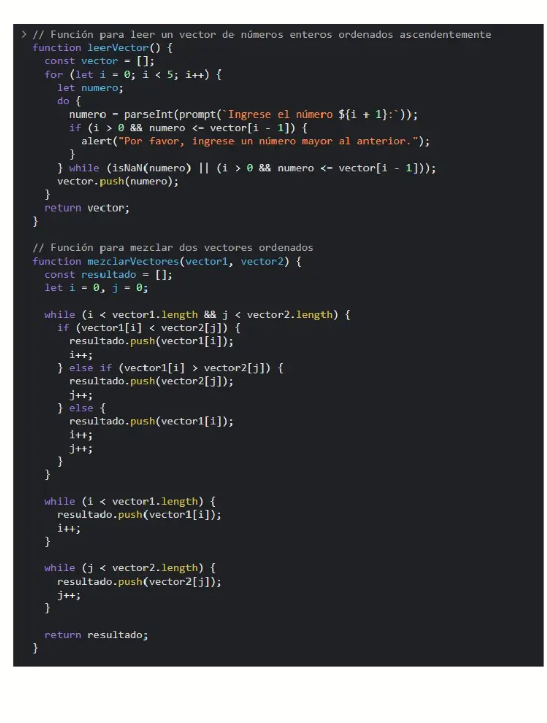 > // Función para leer un vector de números enteros ordenados ascendentemente
function leerVector() {
const vector = [];
for (let i = 0; i < 5; i++) {
let numero;
do {
numero = parseInt(prompt(`Ingrese el número ${i + 1}:`));
if (i > 0 && numero <= vector[i - 1]) {
alert("Por favor, ingrese un número mayor al anterior.");
}
} while (isNaN(numero) || (i > 0 && numero <= vector[i - 1]));
vector.push(numero);
}
return vector;
}
// Función para mezclar dos vectores ordenados
function mezclarVectores(vector1, vector2) {
const resultado = [];
let i = 0, j = 0;
while (i < vector1.length && j < vector2.length) {
if (vector1[i] < vector2[j]) {
resultado.push(vector1[i]);
i++;
} else if (vector1[i] > vector2[j]) {
resultado.push(vector2[j]);
j++;
} else {
resultado.push(vector1[i]);
i++;
j++;
}
}
while (i < vector1.length) {
resultado.push(vector1[i]);
i++;
}
while (j < vector2.length) {
resultado.push(vector2[j]);
j++;
}
return resultado;
}